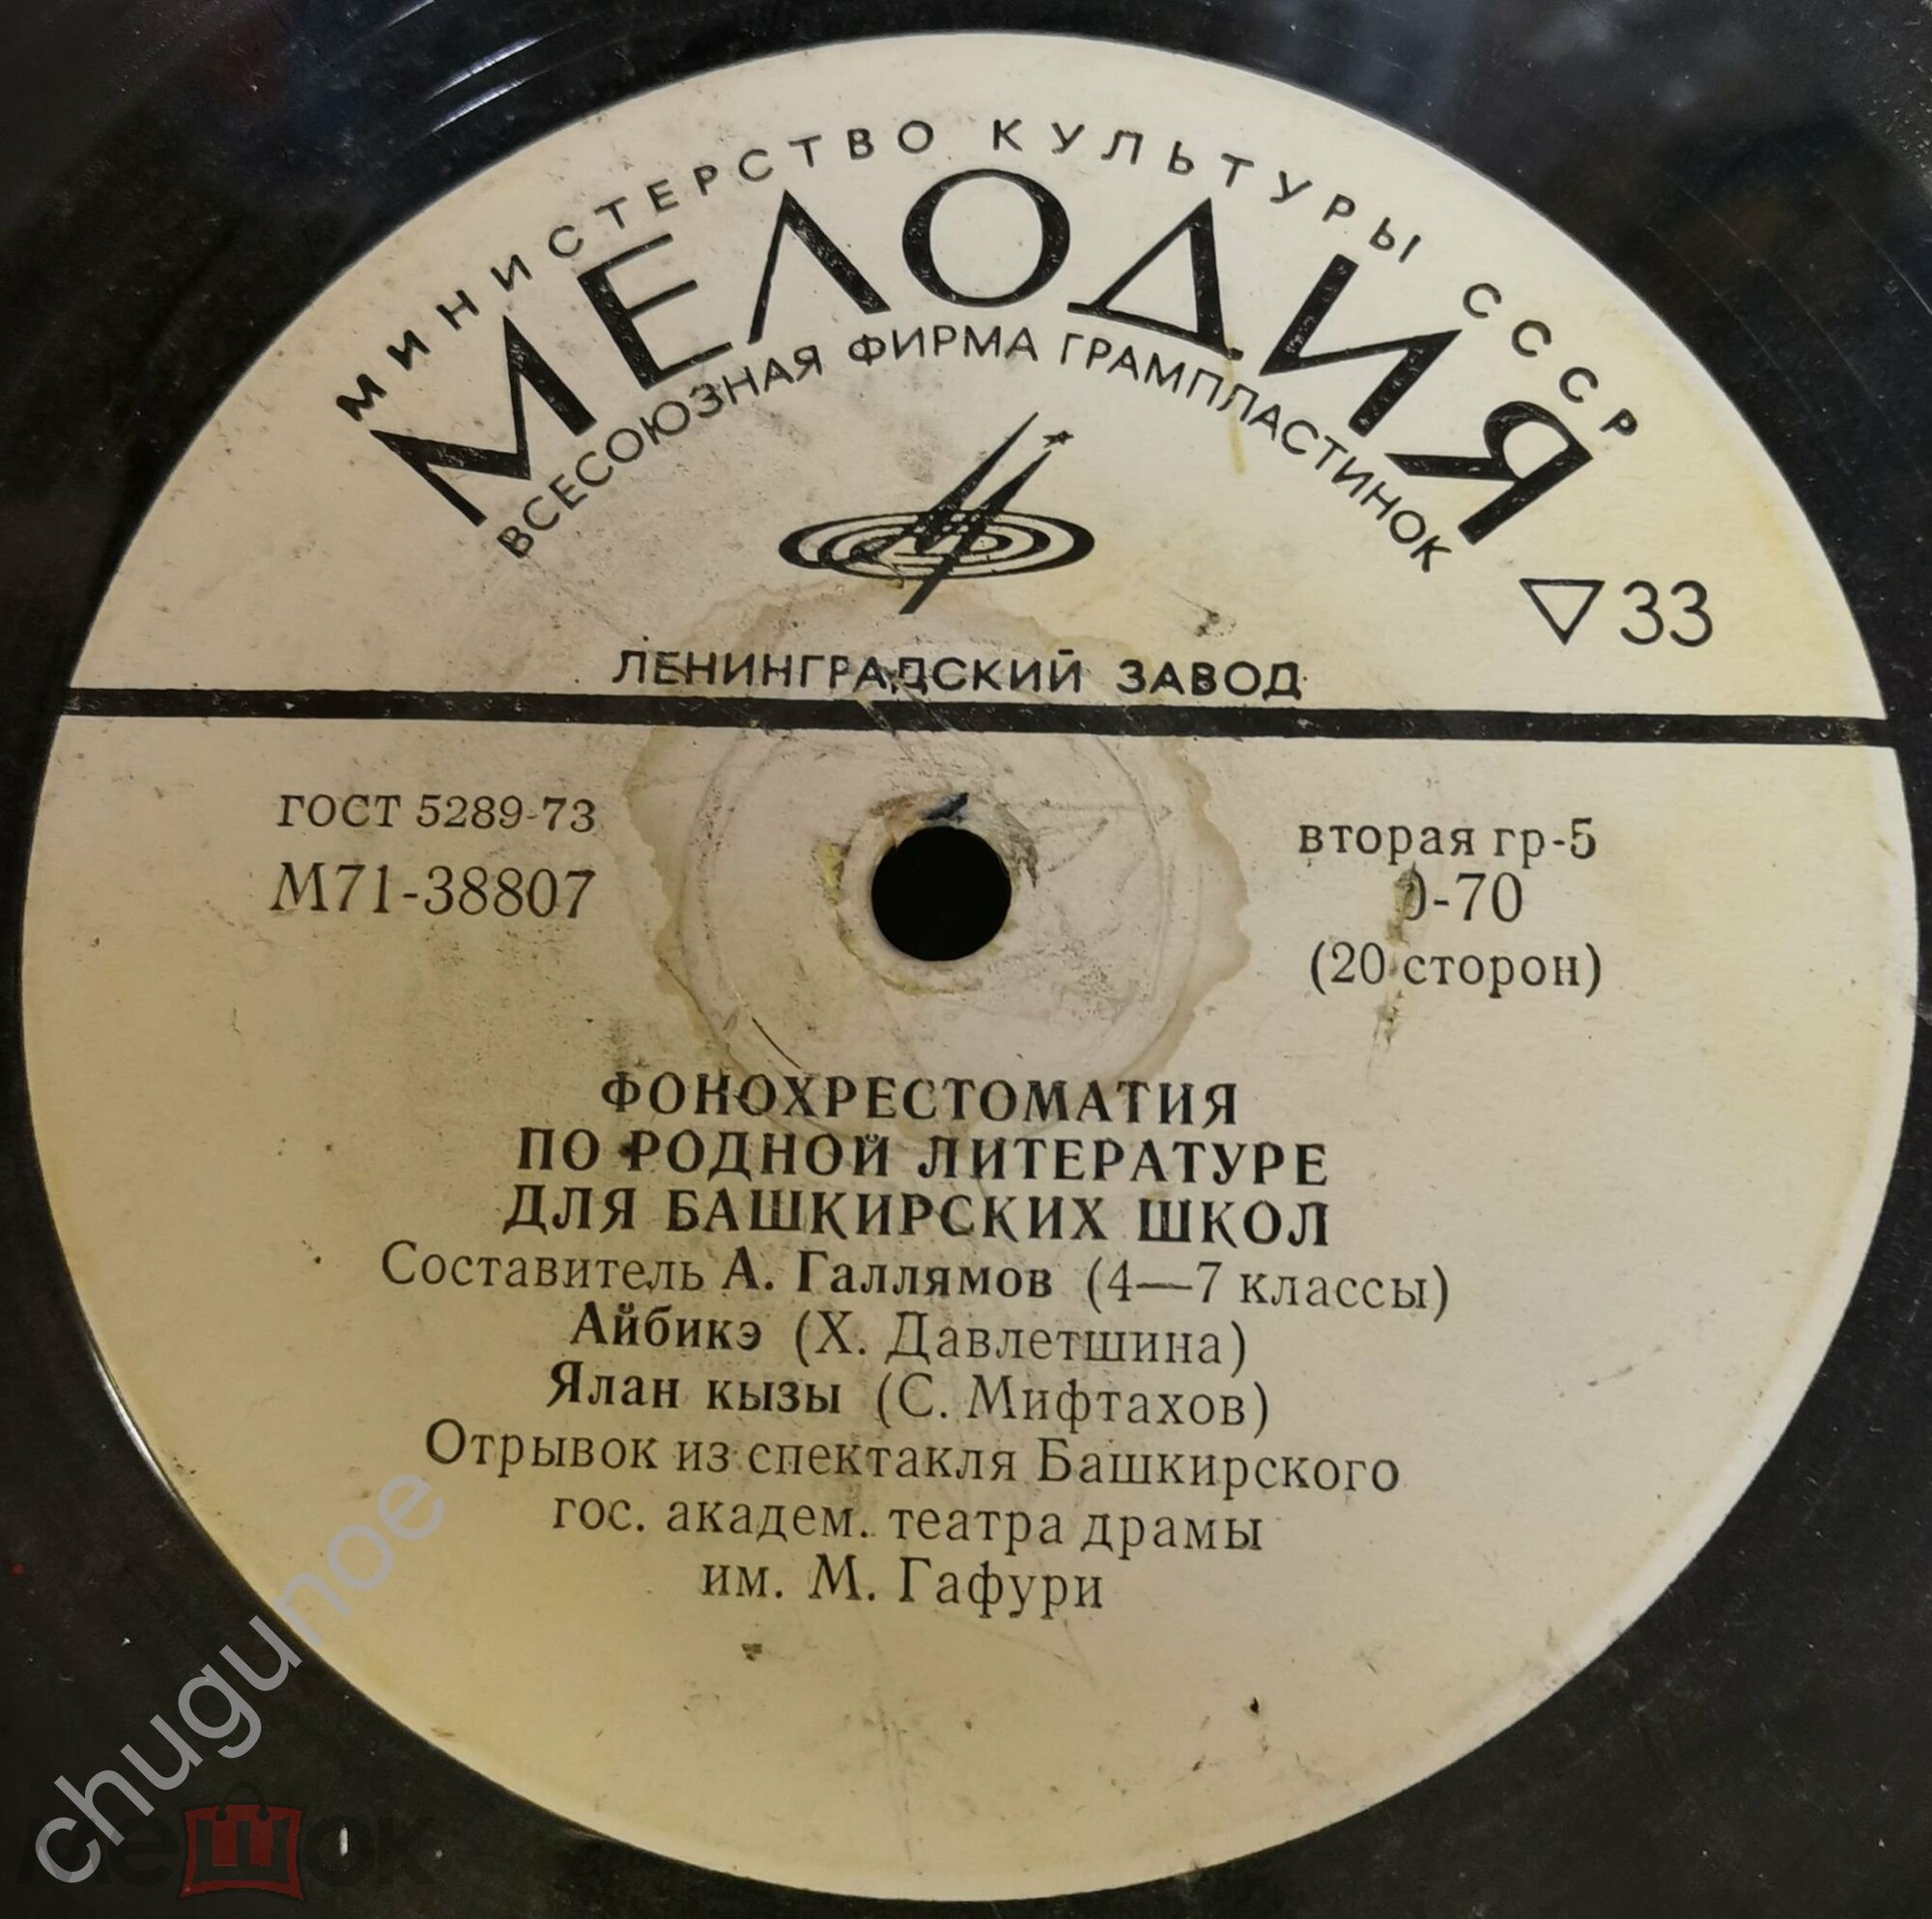 МИНИСТЕРСТВО КУЛЬТУРЫ СССР
МЕЛОДИЯ
ВСЕСОЮЗНАЯ ФИРМА ГРАМПЛАСТИНОК
33
ЛЕНИНГРАДСКИЙ ЗАВОД
ГОСТ 5289-73
М71-38807
вторая гр-5
0-70
(20 сторон)
ФОНОХРЕСТОМАТИЯ
ПО РОДНОЙ ЛИТЕРАТУРЕ
ДЛЯ БАШКИРСКИХ ШКОЛ
Составитель А. Галлямов (4—7 классы)
Айбикэ (Х. Давлетшина)
Ялан кызы (С. Мифтахов)
Отрывок из спектакля Башкирского
гос. академ. театра драмы
им. М. Гафури
chugunoe
мешок